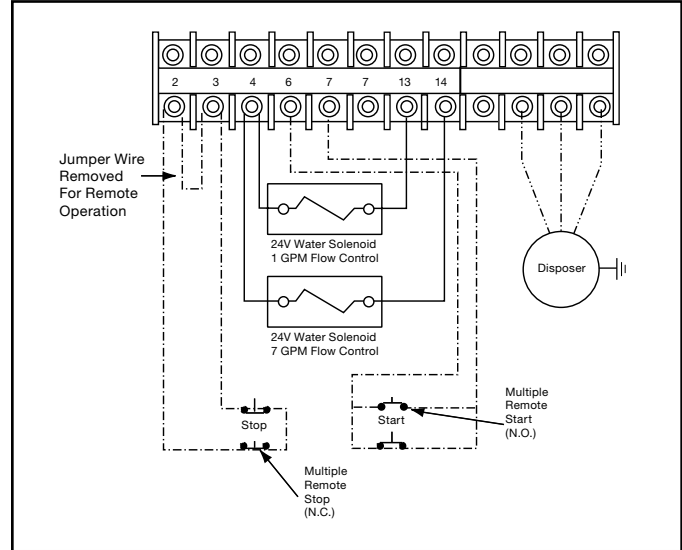 2 3 4 6 7 7 13 14
Jumper Wire
Removed
For Remote
Operation
24V Water Solenoid
1 GPM Flow Control
Disposer
24V Water Solenoid
7 GPM Flow Control
Stop
Start
Multiple
Remote
Start
(N.O.)
Multiple
Remote
Stop
(N.C.)